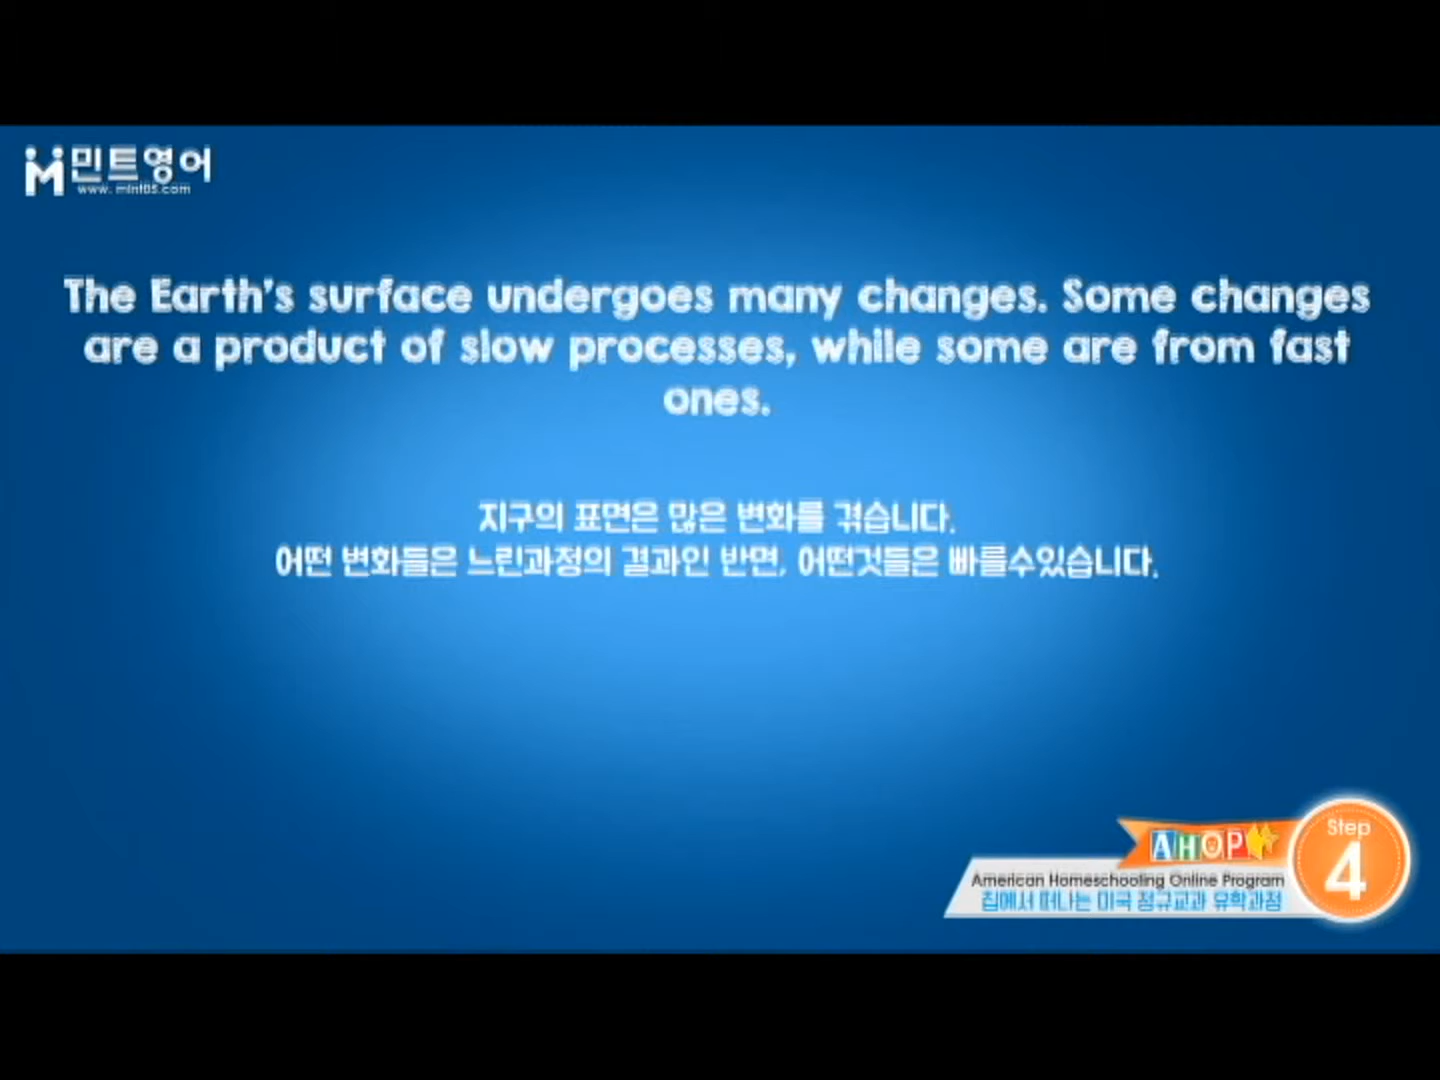 민트영어
www.mint05.com
The Earth's surface undergoes many changes. Some changes
are a product of slow processes, while some are from fast
ones.
지구의 표면은 많은 변화를 겪습니다.
어떤 변화들은 느린과정의 결과인 반면, 어떤것들은 빠를수있습니다.
AHOP
Step
4
American Homeschooling Online Program
집에서 떠나는 미국 정규교과 유학과정